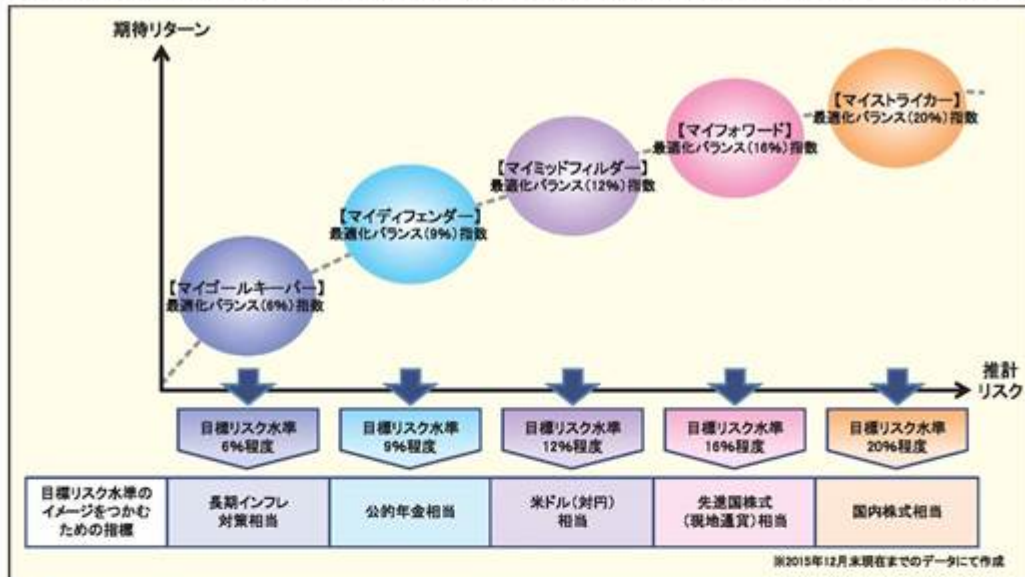 期待リターン
【マイストライカー】
最適化バランス(20%)指数
【マイフォワード】
最適化バランス(16%)指数
【マイミッドフィルダー】
最適化バランス(12%)指数
【マイディフェンダー】
最適化バランス(9%)指数
【マイゴールキーパー】
最適化バランス(6%)指数
推計
リスク
目標リスク水準
6%程度
目標リスク水準
9%程度
目標リスク水準
12%程度
目標リスク水準
16%程度
目標リスク水準
20%程度
目標リスク水準の
イメージをつかむ
ための指標
長期インフレ
対策相当
公的年金相当
米ドル(対円)
相当
先進国株式
(現地通貨)相当
国内株式相当
※2015年12月末現在までのデータにて作成